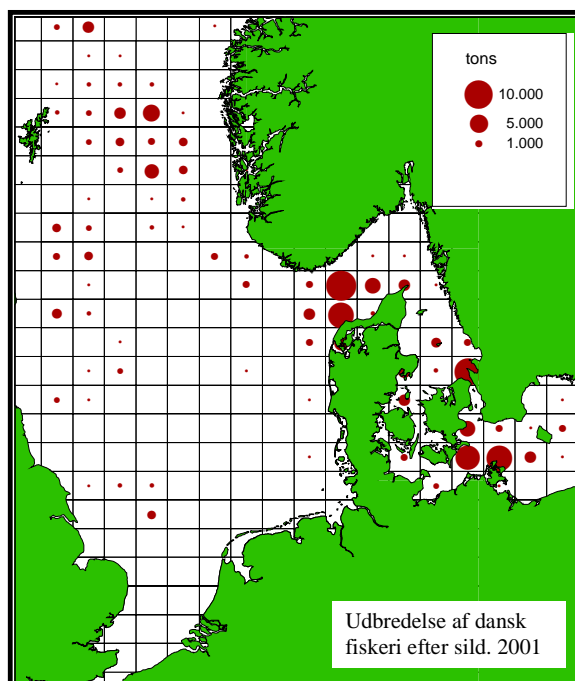 tons
10.000
5.000
1.000
Udbredelse af dansk
fiskeri efter sild. 2001